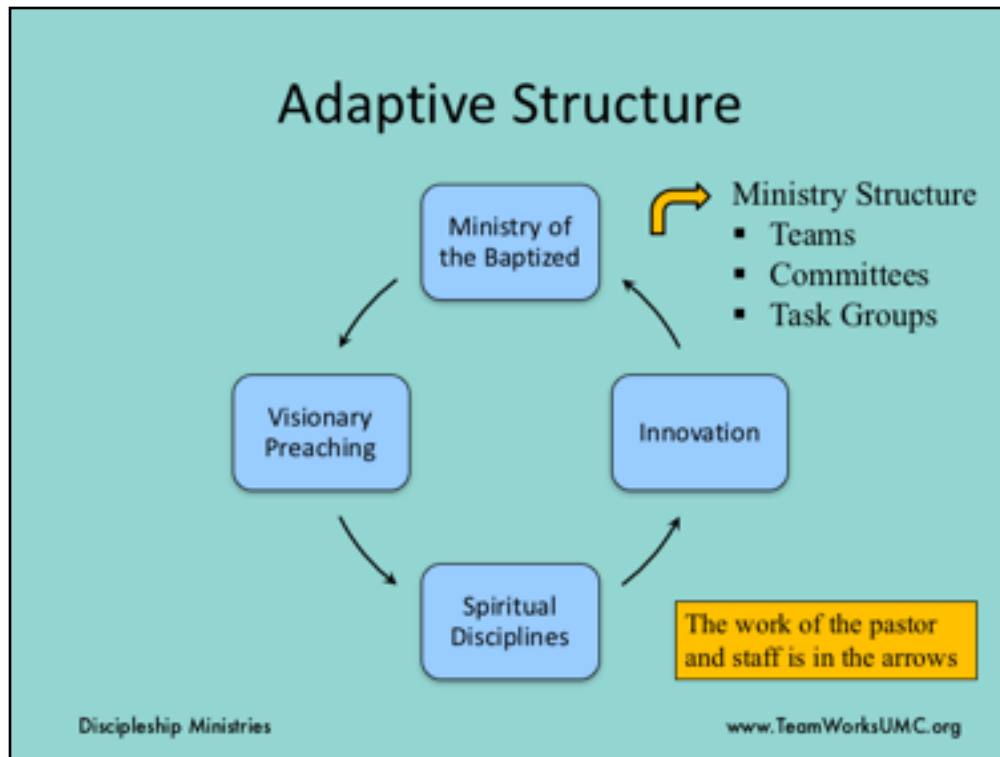 Adaptive Structure
Ministry of
the Baptized
Ministry Structure
▪ Teams
▪ Committees
▪ Task Groups
Visionary
Preaching
Innovation
Spiritual
Disciplines
The work of the pastor
and staff is in the arrows
Discipleship Ministries
www.TeamWorksUMC.org